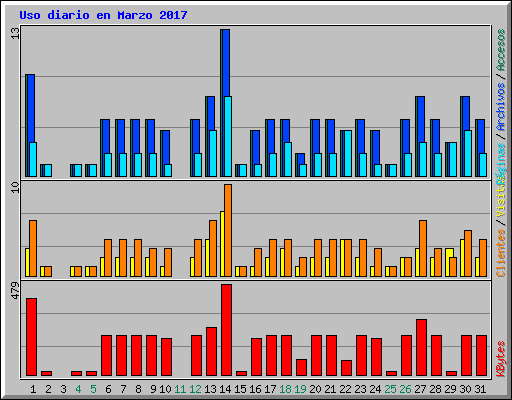 Uso diario en Marzo 2017
13
10
479
Clientes / Visitas
Páginas / Archivos / Accesos
KBytes
1 2 3 4 5 6 7 8 9 10 11 12 13 14 15 16 17 18 19 20 21 22 23 24 25 26 27 28 29 30 31